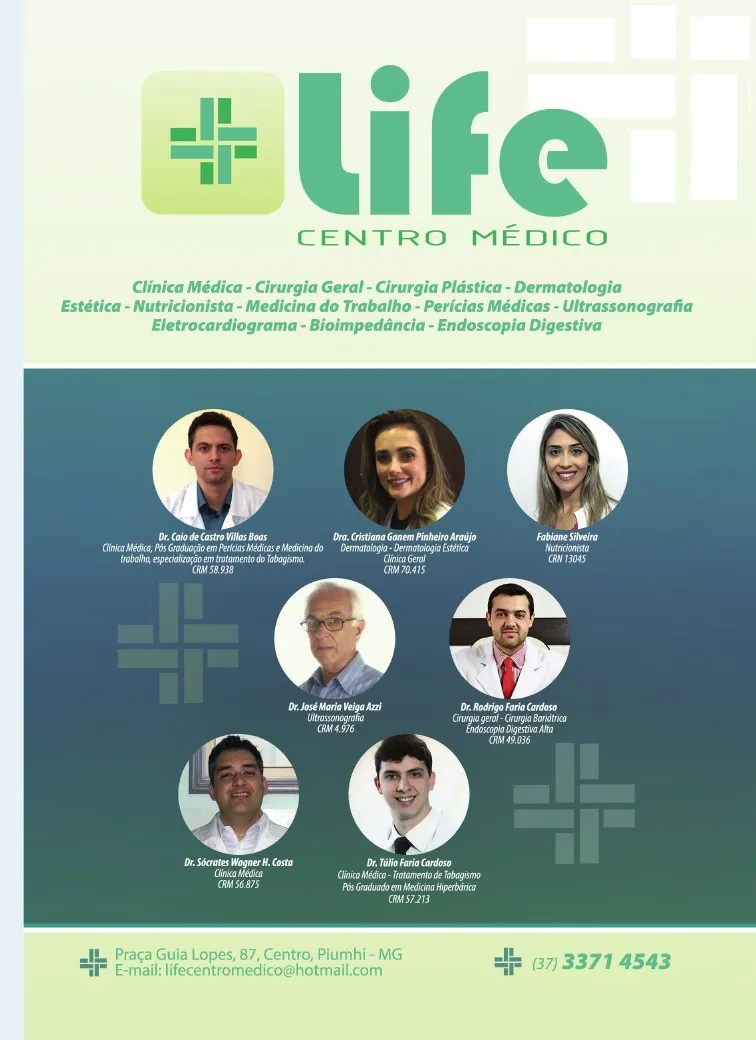 Life
CENTRO MÉDICO
Clínica Médica - Cirurgia Geral - Cirurgia Plástica - Dermatologia
Estética - Nutricionista - Medicina do Trabalho - Perícias Médicas - Ultrassonografia
Eletrocardiograma - Bioimpedância - Endoscopia Digestiva
Dr. Caio de Castro Villas Boas
Clínica Médica, Pós Graduação em Perícias Médicas e Medicina do
trabalho, especialização em tratamento do Tabagismo.
CRM 58.938
Dra. Cristiana Ganem Pinheiro Araújo
Dermatologia - Dermatologia Estética
Clínica Geral
CRM 70.415
Fabiane Silveira
Nutricionista
CRN 13045
Dr. José Maria Veiga Azzi
Ultrassonografia
CRM 4.976
Dr. Rodrigo Faria Cardoso
Cirurgia geral - Cirurgia Bariátrica
Endoscopia Digestiva Alta
CRM 49.036
Dr. Sócrates Wagner H. Costa
Clínica Médica
CRM 56.875
Dr. Túlio Faria Cardoso
Clínica Médica - Tratamento de Tabagismo
Pós Graduado em Medicina Hiperbárica
CRM 57.213
Praça Guia Lopes, 87, Centro, Piumhi - MG
E-mail: lifecentromedico@hotmail.com
(37) 3371 4543